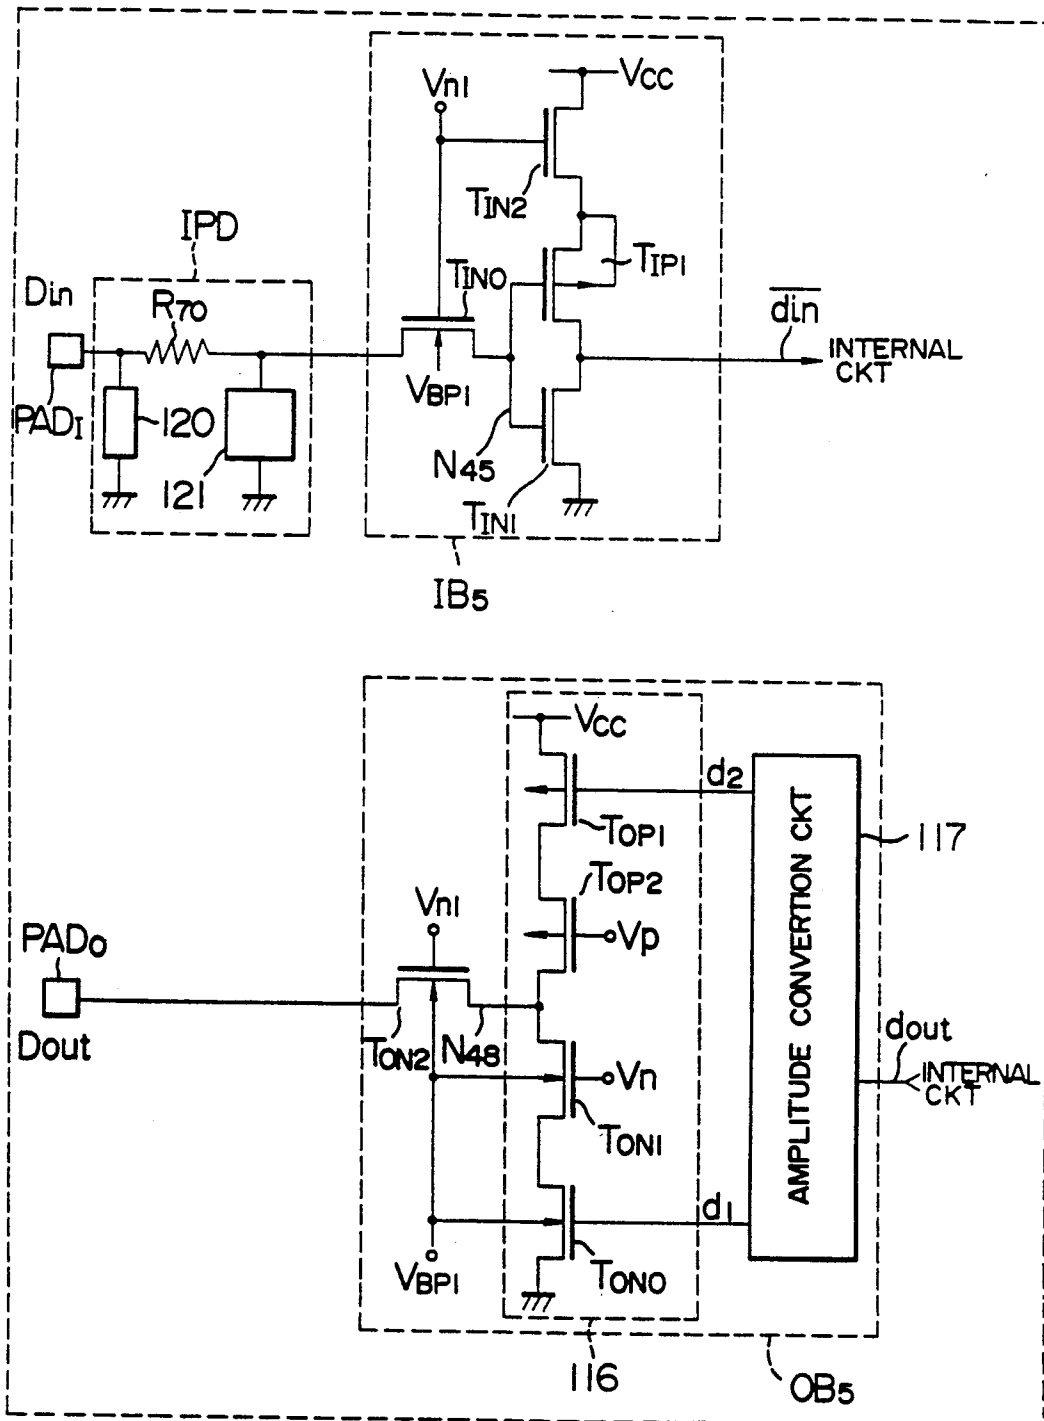 Vn1
VCC
TIN2
IPD
TIP1
Din
R70
TIN0
din
INTERNAL
CKT
VBP1
PADI
120
121
N45
TIN1
IB5
VCC
d2
TOP1
117
TOP2
Vn1
Vp
PADO
AMPLITUDE CONVERTION CKT
Dout
TON2
N48
dout
Vn
INTERNAL
CKT
TON1
d1
VBP1
TON0
116
OB5